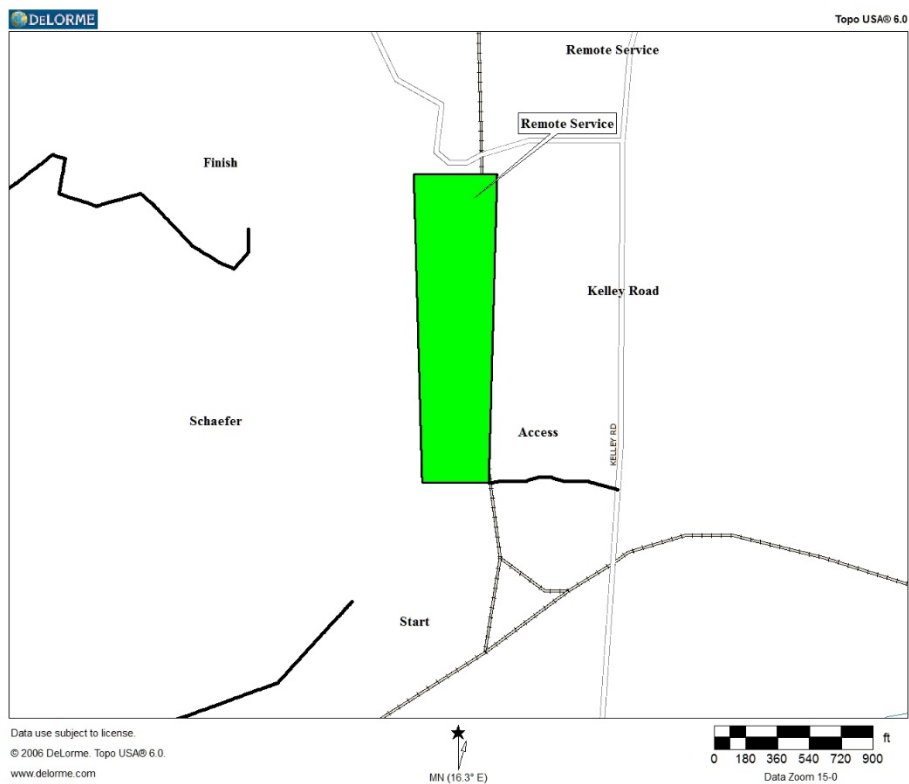 DELORME
Topo USA® 6.0
Remote Service
Remote Service
Finish
Kelley Road
Schaefer
Access
KELLEY RD
Start
Data use subject to license.
© 2006 DeLorme. Topo USA® 6.0.
www.delorme.com
MN (16.3° E)
ft
0 180 360 540 720 900
Data Zoom 15-0